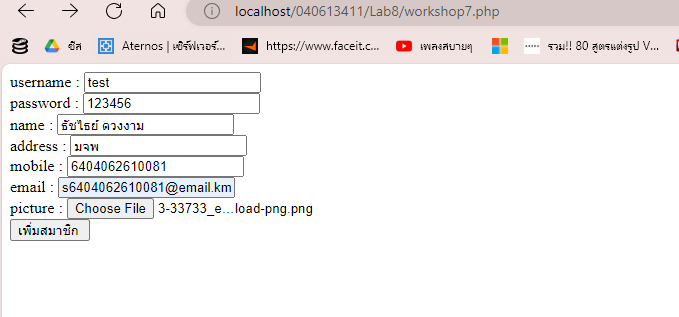 localhost/040613411/Lab8/workshop7.php
ซัส Aternos | เซิร์ฟเวอร์... https://www.faceit.c... เพลงสบายๆ รวม!! 80 สูตรแต่งรูป V...
username : test
password : 123456
name : ธัชไธย์ ดวงงาม
address : มจพ
mobile : 6404062610081
email : s6404062610081@email.km
picture : Choose File 3-33733_e...load-png.png
เพิ่มสมาชิก